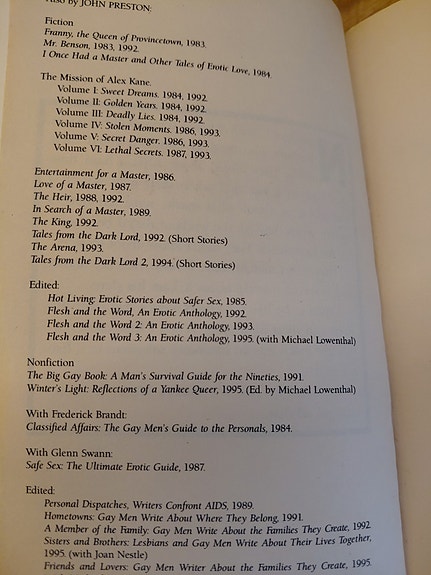 Also by JOHN PRESTON:
Fiction
Franny, the Queen of Provincetown, 1983.
Mr. Benson, 1983, 1992.
I Once Had a Master and Other Tales of Erotic Love, 1984
The Mission of Alex Kane.
Volume I: Sweet Dreams. 1984, 1992.
Volume II: Golden Years. 1984, 1992.
Volume III: Deadly Lies. 1984, 1992.
Volume IV: Stolen Moments. 1986, 1993.
Volume V: Secret Danger. 1986, 1993.
Volume VI: Lethal Secrets. 1987, 1993.
Entertainment for a Master, 1986.
Love of a Master, 1987.
The Heir, 1988, 1992.
In Search of a Master, 1989.
The King, 1992.
Tales from the Dark Lord, 1992. (Short Stories)
The Arena, 1993.
Tales from the Dark Lord 2, 1994. (Short Stories)
Edited:
Hot Living: Erotic Stories about Safer Sex, 1985.
Flesh and the Word, An Erotic Anthology, 1992.
Flesh and the Word 2: An Erotic Anthology, 1993.
Flesh and the Word 3: An Erotic Anthology, 1995. (with Michael Lowenthal)
Nonfiction
The Big Gay Book: A Man's Survival Guide for the Nineties, 1991.
Winter's Light: Reflections of a Yankee Queer, 1995. (Ed. by Michael Lowenthal)
With Frederick Brandt:
Classified Affairs: The Gay Men's Guide to the Personals, 1984.
With Glenn Swann:
Safe Sex: The Ultimate Erotic Guide, 1987.
Edited:
Personal Dispatches, Writers Confront AIDS, 1989.
Hometowns: Gay Men Write About Where They Belong, 1991.
A Member of the Family: Gay Men Write About the Families They Create, 1992
Sisters and Brothers: Lesbians and Gay Men Write About Their Lives Together,
1995. (with Joan Nestle)
Friends and Lovers: Gay Men Writer About the Families They Create, 1995.